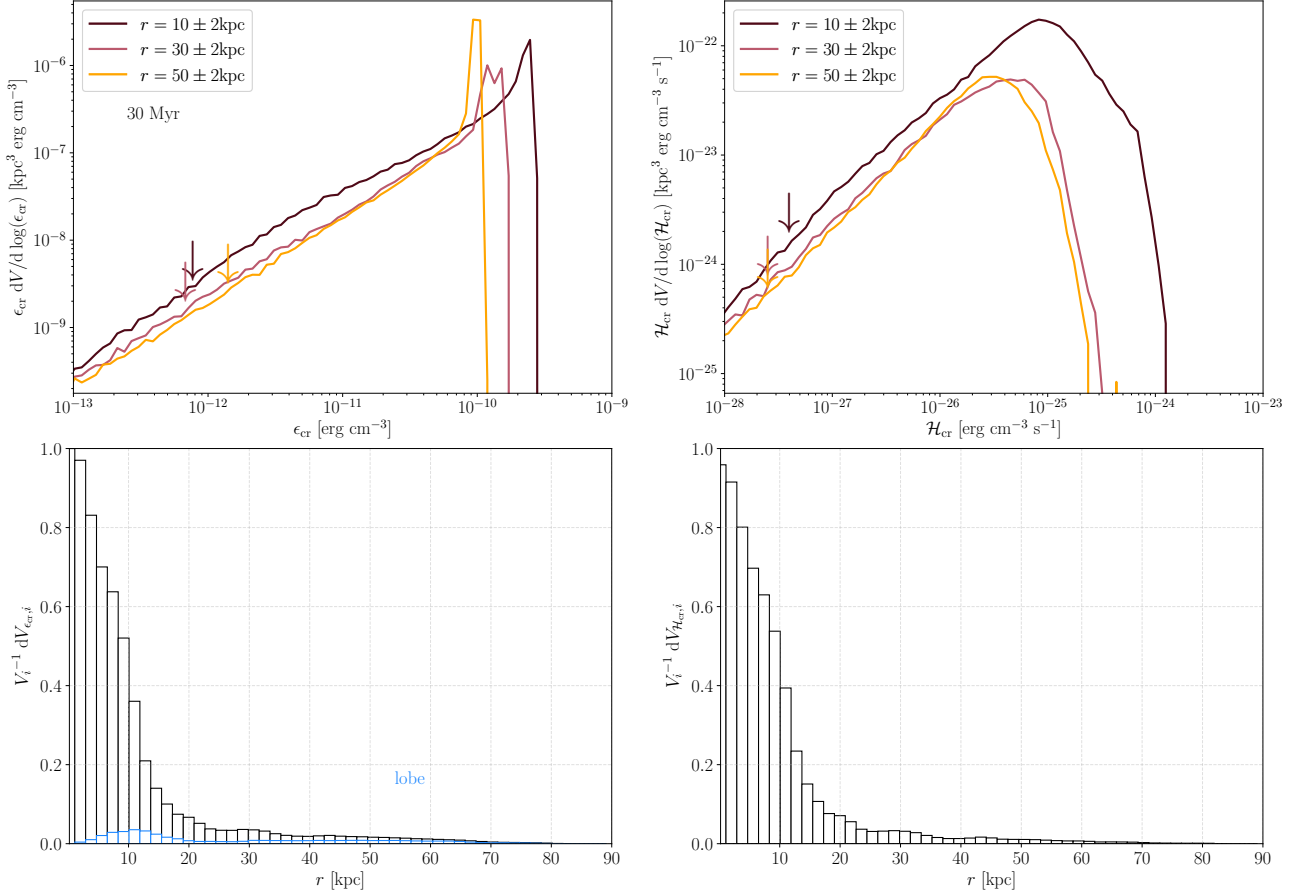 r = 10 ± 2kpc
r = 30 ± 2kpc
r = 50 ± 2kpc
30 Myr
10⁻⁶
10⁻⁷
10⁻⁸
10⁻⁹
ϵ_cr dV/d log(ϵ_cr) [kpc³ erg cm⁻³]
10⁻¹³ 10⁻¹² 10⁻¹¹ 10⁻¹⁰ 10⁻⁹
ϵ_cr [erg cm⁻³]
r = 10 ± 2kpc
r = 30 ± 2kpc
r = 50 ± 2kpc
10⁻²²
10⁻²³
10⁻²⁴
10⁻²⁵
ℋ_cr dV/d log(ℋ_cr) [kpc³ erg cm⁻³ s⁻¹]
10⁻²⁸ 10⁻²⁷ 10⁻²⁶ 10⁻²⁵ 10⁻²⁴ 10⁻²³
ℋ_cr [erg cm⁻³ s⁻¹]
1.0
0.8
0.6
0.4
0.2
0.0
V_i⁻¹ dV_ϵcr,i
lobe
10 20 30 40 50 60 70 80 90
r [kpc]
1.0
0.8
0.6
0.4
0.2
0.0
V_i⁻¹ dV_ℋcr,i
10 20 30 40 50 60 70 80 90
r [kpc]